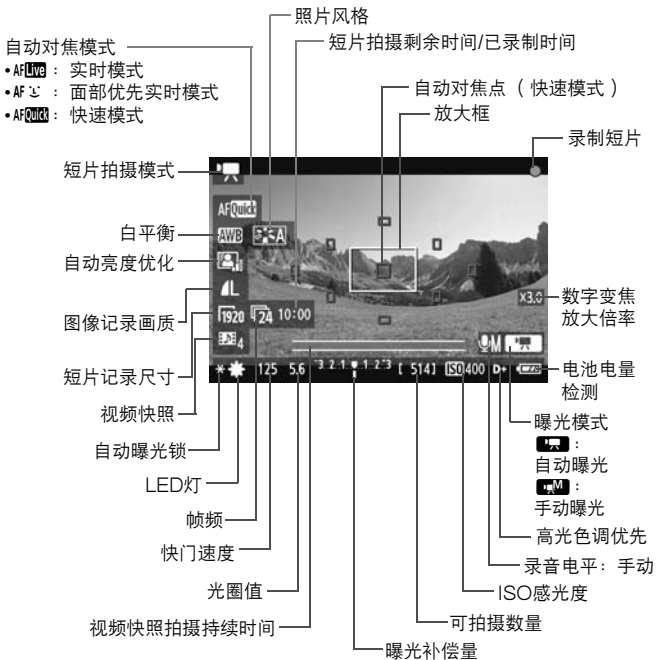 照片风格
短片拍摄剩余时间/已录制时间
自动对焦模式
•AFLive：实时模式
•AF：面部优先实时模式
•AFQuick：快速模式
自动对焦点（快速模式）
放大框
录制短片
短片拍摄模式
AFQuick
白平衡
AWB
A
自动亮度优化
L
图像记录画质
x3.0
数字变焦
放大倍率
1920
24
10:00
4
M
短片记录尺寸
视频快照
125
5.6
3..2..1..1..2..3
[ 514]
ISO 400
D+
电池电量
检测
自动曝光锁
LED灯
帧频
快门速度
光圈值
视频快照拍摄持续时间
曝光模式
：
自动曝光
M：
手动曝光
高光色调优先
录音电平：手动
ISO感光度
可拍摄数量
曝光补偿量